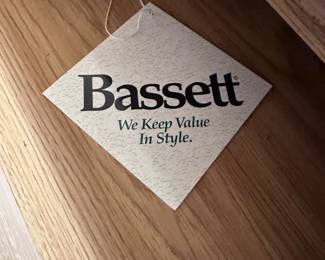 Bassett®
We Keep Value
In Style.